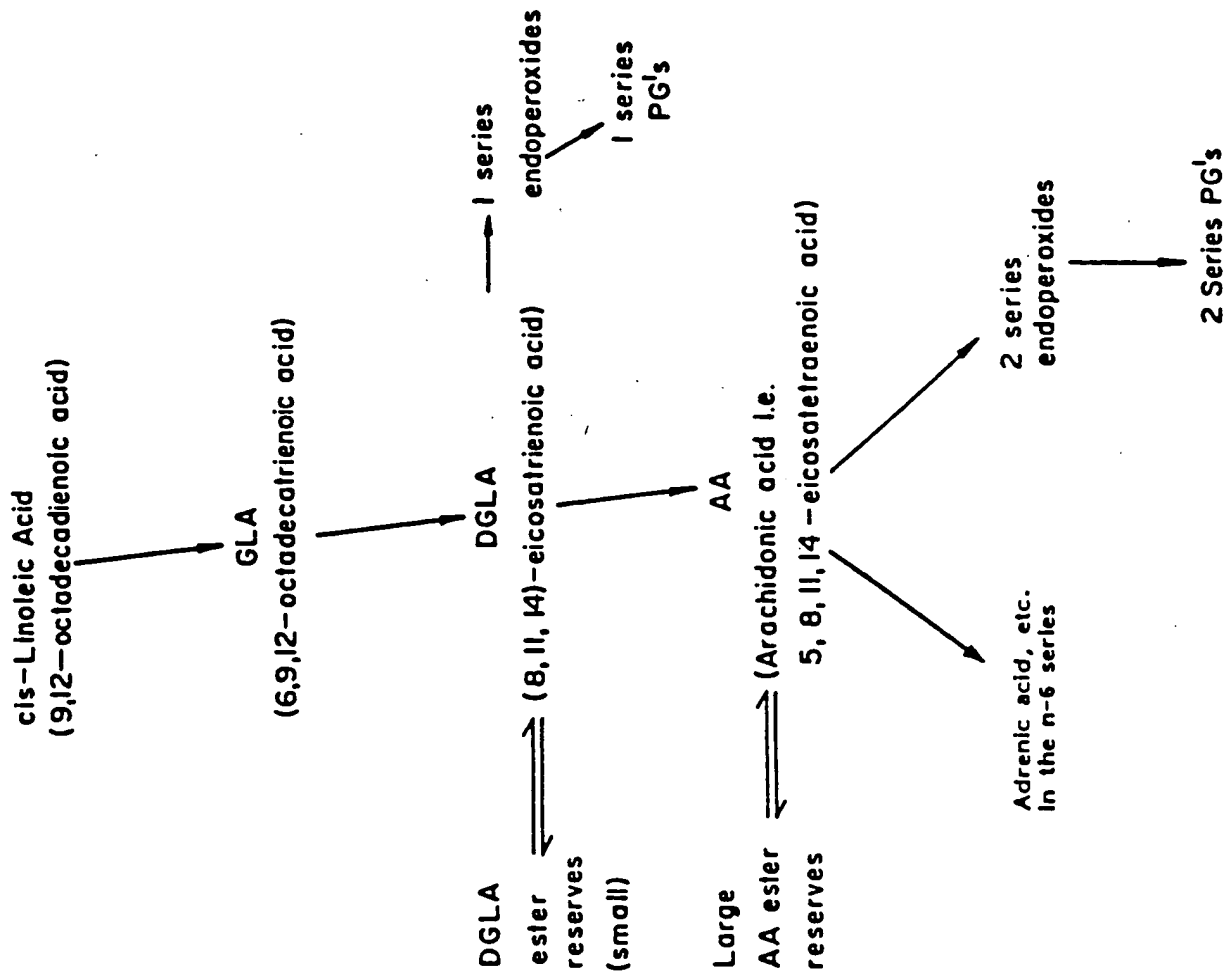 cis-Linoleic Acid
(9,12-octadecadienoic acid)
GLA
(6,9,12-octadecatrienoic acid)
DGLA
ester
reserves
(small)
DGLA
(8, 11, 14)-eicosatrienoic acid)
1 series
endoperoxides
1 series
PG's
Large
AA ester
reserves
AA
(Arachidonic acid i.e.
5, 8, 11, 14 - eicosatetraenoic acid)
Adrenic acid, etc.
In the n-6 series
2 series
endoperoxides
2 Series PG's